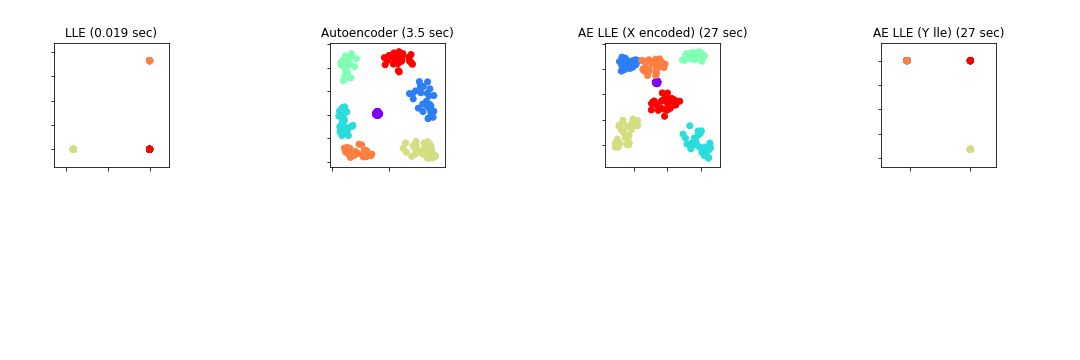 LLE (0.019 sec)
Autoencoder (3.5 sec)
AE LLE (X encoded) (27 sec)
AE LLE (Y lle) (27 sec)